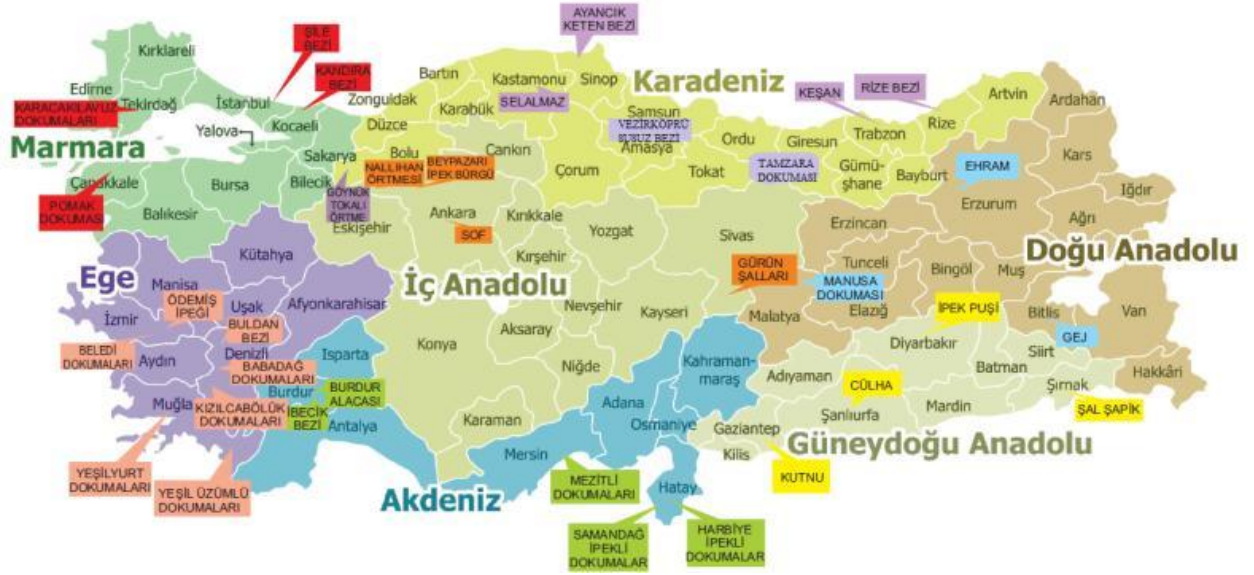 AYANCIK
KETEN BEZİ
ŞİLE
BEZİ
Kırklareli
Edirne
KANDIRA
BEZİ
Bartın
Kastamonu
Sinop
Karadeniz
KARACAKILAVUZ
DOKUMALARI
Tekirdağ
İstanbul
Zonguldak
Karabük
SELALMAZ
Samsun
KEŞAN
RİZE BEZİ
Artvin
Ardahan
Yalova
Kocaeli
Düzce
VEZİRKÖPRÜ
SUSUZ BEZİ
Ordu
Giresun
Trabzon
Rize
Marmara
Sakarya
Bolu
Çankırı
Amasya
Kars
Çanakkale
Bursa
Bilecik
NALLIHAN
ÖRTMESİ
BEYPAZARI
İPEK BÜRGÜ
Çorum
Tokat
TAMZARA
DOKUMASI
Gümü-
şhane
Bayburt
EHRAM
Iğdır
POMAK
DOKUMASI
Balıkesir
GÖYNÜK
TOKALI
ÖRTME
Eskişehir
Ankara
SOF
Kırıkkale
Yozgat
Sivas
Erzincan
Erzurum
Ağrı
Kütahya
Kırşehir
Doğu Anadolu
Ege
Manisa
İç Anadolu
GÜRÜN
ŞALLARI
Tunceli
Bingöl
Muş
MANUSA
DOKUMASI
ÖDEMİŞ
İPEĞİ
Uşak
Afyonkarahisar
Nevşehir
Kayseri
Malatya
Elazığ
İPEK PUŞİ
Bitlis
Van
İzmir
BULDAN
BEZİ
Aksaray
GEJ
BELEDİ
DOKUMALARI
Aydın
Denizli
Isparta
Konya
Niğde
Kahraman-
maraş
Adıyaman
Diyarbakır
Batman
Siirt
Hakkâri
BABADAĞ
DOKUMALARI
BURDUR
ALACASI
CÜLHA
Şırnak
Muğla
KIZILCABÖLÜK
DOKUMALARI
Burdur
İBECİK
BEZİ
Antalya
Karaman
Adana
Osmaniye
Gaziantep
Şanlıurfa
Mardin
ŞAL ŞAPİK
Mersin
Kilis
Güneydoğu Anadolu
YEŞİLYURT
DOKUMALARI
YEŞİL ÜZÜMLÜ
DOKUMALARI
Akdeniz
MEZİTLİ
DOKUMALARI
Hatay
KUTNU
SAMANDAĞ
İPEKLİ
DOKUMALAR
HARBİYE
İPEKLİ
DOKUMALAR